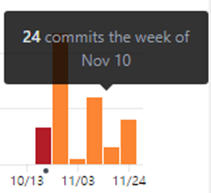 24 commits the week of
Nov 10
10/13 11/03 11/24